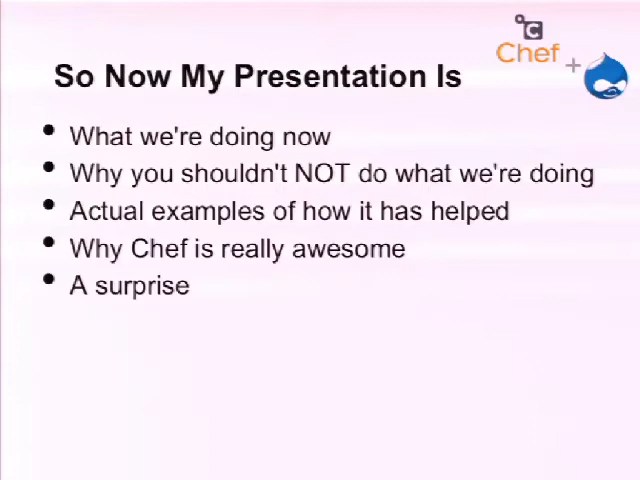 Chef
+
So Now My Presentation Is
• What we're doing now
• Why you shouldn't NOT do what we're doing
• Actual examples of how it has helped
• Why Chef is really awesome
• A surprise